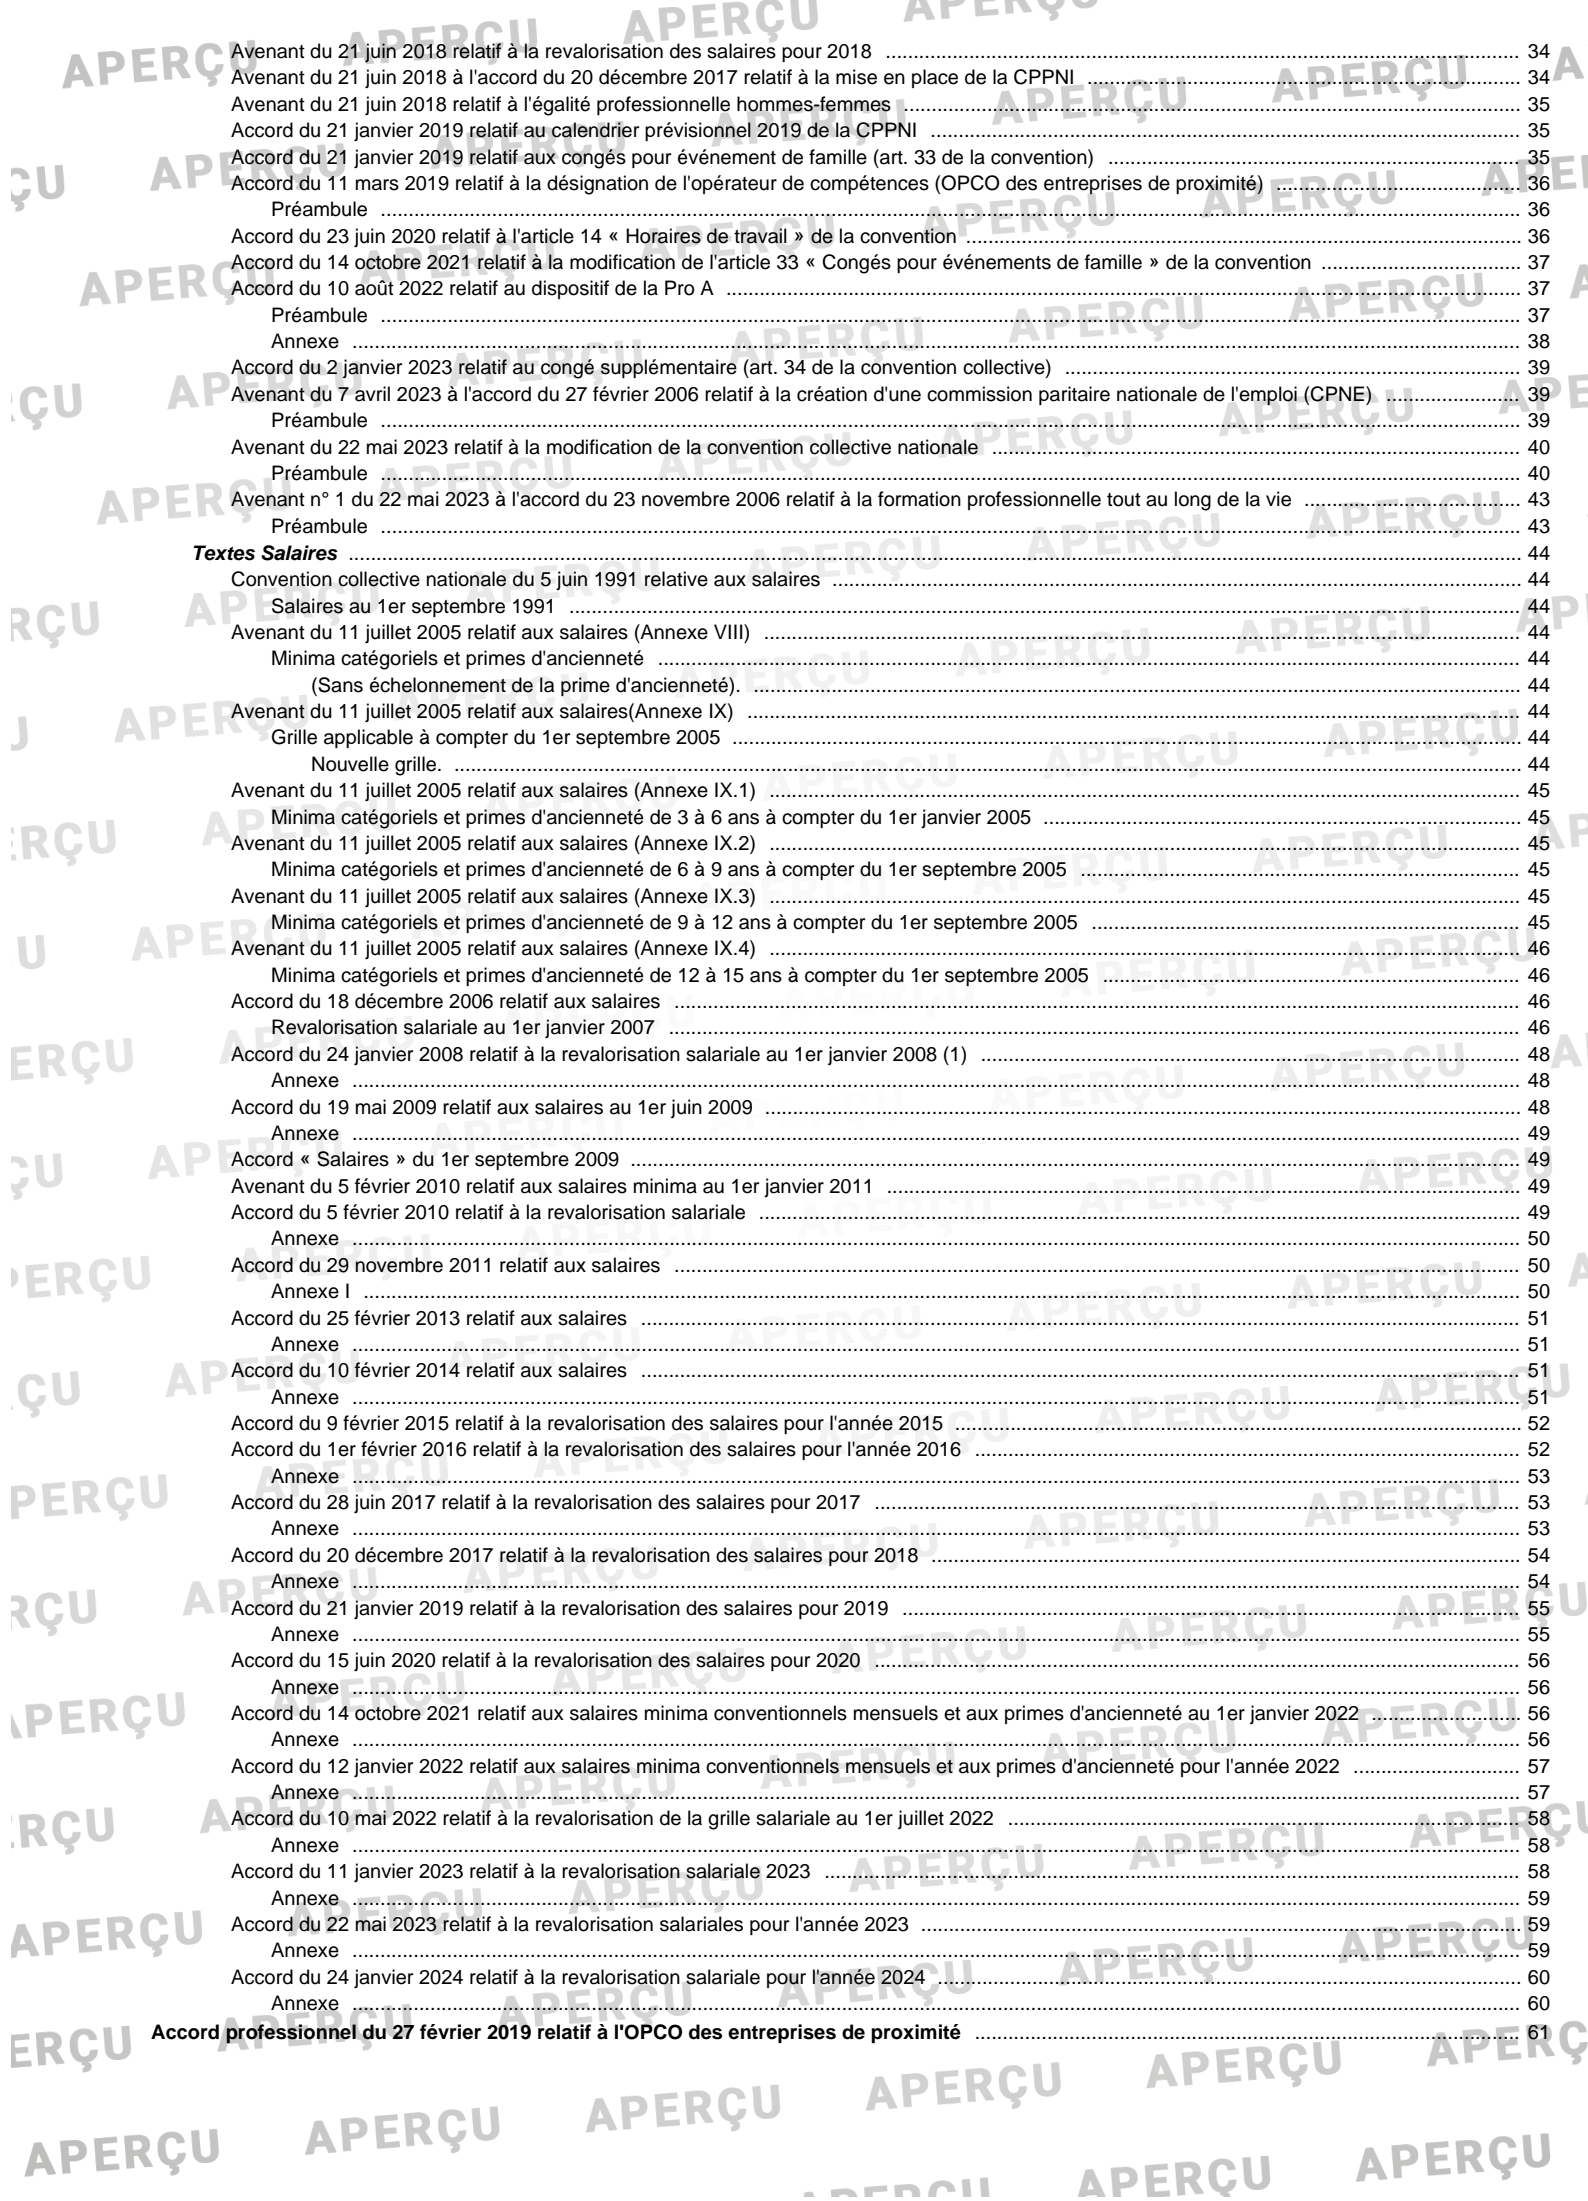 Avenant du 21 juin 2018 relatif à la revalorisation des salaires pour 2018 ... 34
Avenant du 21 juin 2018 à l'accord du 20 décembre 2017 relatif à la mise en place de la CPPNI ... 34
Avenant du 21 juin 2018 relatif à l'égalité professionnelle hommes-femmes ... 35
Accord du 21 janvier 2019 relatif au calendrier prévisionnel 2019 de la CPPNI ... 35
Accord du 21 janvier 2019 relatif aux congés pour événement de famille (art. 33 de la convention) ... 35
Accord du 11 mars 2019 relatif à la désignation de l'opérateur de compétences (OPCO des entreprises de proximité) ... 36
Préambule ... 36
Accord du 23 juin 2020 relatif à l'article 14 « Horaires de travail » de la convention ... 36
Accord du 14 octobre 2021 relatif à la modification de l'article 33 « Congés pour événements de famille » de la convention ... 37
Accord du 10 août 2022 relatif au dispositif de la Pro A ... 37
Préambule ... 37
Annexe ... 38
Accord du 2 janvier 2023 relatif au congé supplémentaire (art. 34 de la convention collective) ... 39
Avenant du 7 avril 2023 à l'accord du 27 février 2006 relatif à la création d'une commission paritaire nationale de l'emploi (CPNE) ... 39
Préambule ... 39
Avenant du 22 mai 2023 relatif à la modification de la convention collective nationale ... 40
Préambule ... 40
Avenant n° 1 du 22 mai 2023 à l'accord du 23 novembre 2006 relatif à la formation professionnelle tout au long de la vie ... 43
Préambule ... 43
Textes Salaires ... 44
Convention collective nationale du 5 juin 1991 relative aux salaires ... 44
Salaires au 1er septembre 1991 ... 44
Avenant du 11 juillet 2005 relatif aux salaires (Annexe VIII) ... 44
Minima catégoriels et primes d'ancienneté ... 44
(Sans échelonnement de la prime d'ancienneté). ... 44
Avenant du 11 juillet 2005 relatif aux salaires(Annexe IX) ... 44
Grille applicable à compter du 1er septembre 2005 ... 44
Nouvelle grille. ... 44
Avenant du 11 juillet 2005 relatif aux salaires (Annexe IX.1) ... 45
Minima catégoriels et primes d'ancienneté de 3 à 6 ans à compter du 1er janvier 2005 ... 45
Avenant du 11 juillet 2005 relatif aux salaires (Annexe IX.2) ... 45
Minima catégoriels et primes d'ancienneté de 6 à 9 ans à compter du 1er septembre 2005 ... 45
Avenant du 11 juillet 2005 relatif aux salaires (Annexe IX.3) ... 45
Minima catégoriels et primes d'ancienneté de 9 à 12 ans à compter du 1er septembre 2005 ... 45
Avenant du 11 juillet 2005 relatif aux salaires (Annexe IX.4) ... 46
Minima catégoriels et primes d'ancienneté de 12 à 15 ans à compter du 1er septembre 2005 ... 46
Accord du 18 décembre 2006 relatif aux salaires ... 46
Revalorisation salariale au 1er janvier 2007 ... 46
Accord du 24 janvier 2008 relatif à la revalorisation salariale au 1er janvier 2008 (1) ... 48
Annexe ... 48
Accord du 19 mai 2009 relatif aux salaires au 1er juin 2009 ... 48
Annexe ... 49
Accord « Salaires » du 1er septembre 2009 ... 49
Avenant du 5 février 2010 relatif aux salaires minima au 1er janvier 2011 ... 49
Accord du 5 février 2010 relatif à la revalorisation salariale ... 49
Annexe ... 50
Accord du 29 novembre 2011 relatif aux salaires ... 50
Annexe I ... 50
Accord du 25 février 2013 relatif aux salaires ... 51
Annexe ... 51
Accord du 10 février 2014 relatif aux salaires ... 51
Annexe ... 51
Accord du 9 février 2015 relatif à la revalorisation des salaires pour l'année 2015 ... 52
Accord du 1er février 2016 relatif à la revalorisation des salaires pour l'année 2016 ... 52
Annexe ... 53
Accord du 28 juin 2017 relatif à la revalorisation des salaires pour 2017 ... 53
Annexe ... 53
Accord du 20 décembre 2017 relatif à la revalorisation des salaires pour 2018 ... 54
Annexe ... 54
Accord du 21 janvier 2019 relatif à la revalorisation des salaires pour 2019 ... 55
Annexe ... 55
Accord du 15 juin 2020 relatif à la revalorisation des salaires pour 2020 ... 56
Annexe ... 56
Accord du 14 octobre 2021 relatif aux salaires minima conventionnels mensuels et aux primes d'ancienneté au 1er janvier 2022 ... 56
Annexe ... 56
Accord du 12 janvier 2022 relatif aux salaires minima conventionnels mensuels et aux primes d'ancienneté pour l'année 2022 ... 57
Annexe ... 57
Accord du 10 mai 2022 relatif à la revalorisation de la grille salariale au 1er juillet 2022 ... 58
Annexe ... 58
Accord du 11 janvier 2023 relatif à la revalorisation salariale 2023 ... 58
Annexe ... 59
Accord du 22 mai 2023 relatif à la revalorisation salariales pour l'année 2023 ... 59
Annexe ... 59
Accord du 24 janvier 2024 relatif à la revalorisation salariale pour l'année 2024 ... 60
Annexe ... 60
Accord professionnel du 27 février 2019 relatif à l'OPCO des entreprises de proximité ... 61
APERÇU